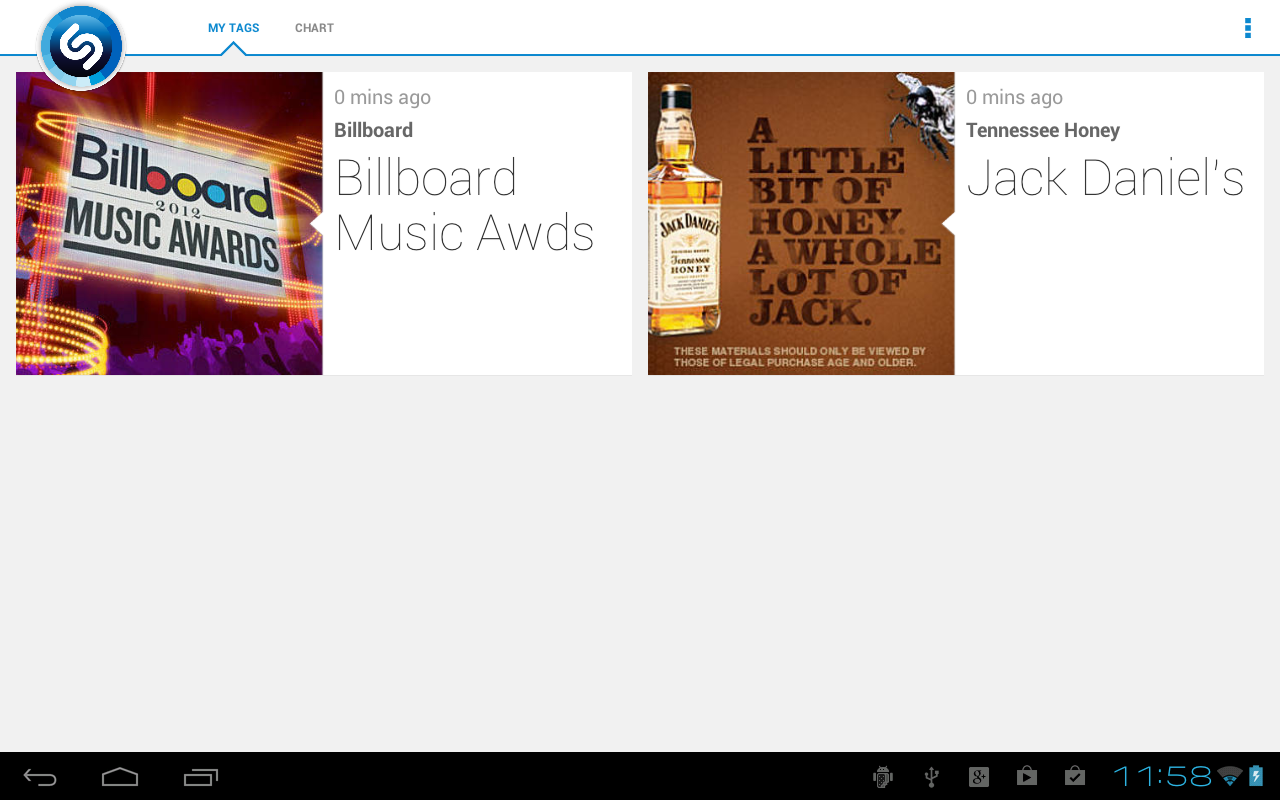 MY TAGS
CHART
Billboard
2012
MUSIC AWARDS
0 mins ago
Billboard
Billboard
Music Awds
A
LITTLE
BIT OF
HONEY.
A WHOLE
LOT OF
JACK.
JACK DANIEL'S
Tennessee
HONEY
THESE MATERIALS SHOULD ONLY BE VIEWED BY
THOSE OF LEGAL PURCHASE AGE AND OLDER.
0 mins ago
Tennessee Honey
Jack Daniel's
11:58